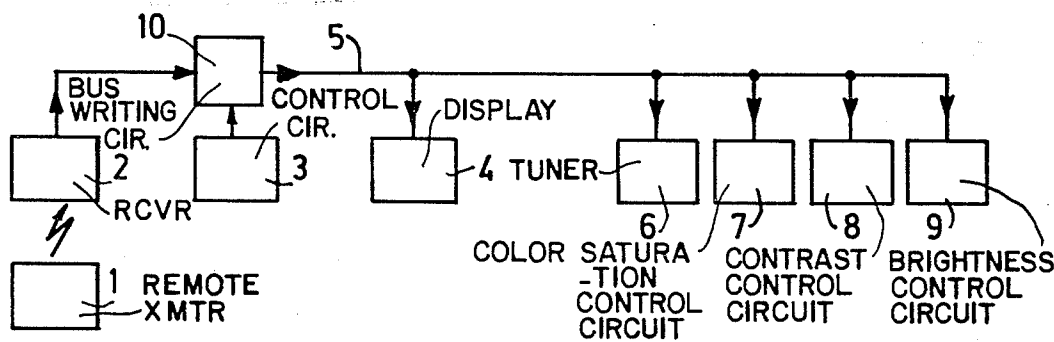 10
5
BUS
WRITING
CIR.
CONTROL
CIR.
DISPLAY
2
3
4
TUNER
RCVR
6
7
8
9
COLOR SATURA
-TION
CONTROL
CIRCUIT
CONTRAST
CONTROL
CIRCUIT
BRIGHTNESS
CONTROL
CIRCUIT
1
REMOTE
XMTR